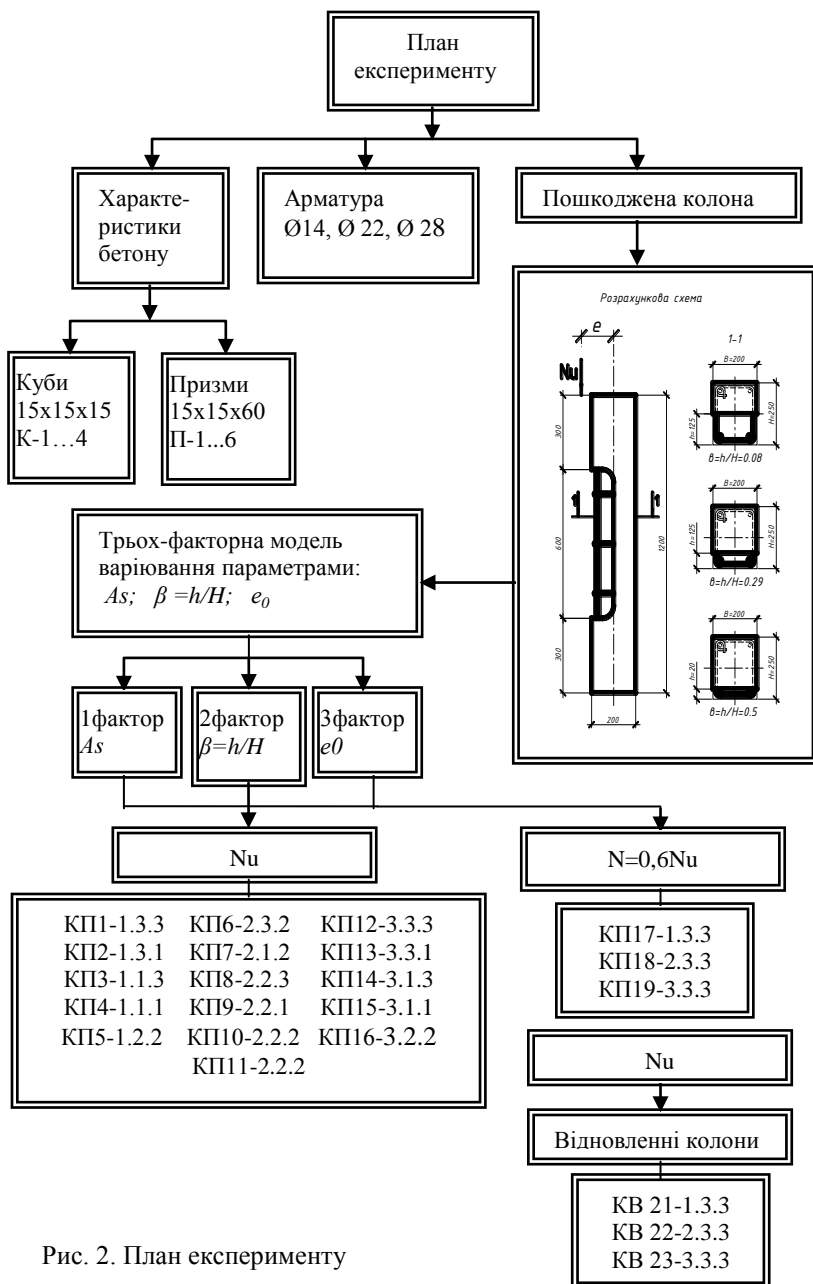 План
експерименту
Характе-
ристики
бетону
Арматура
Ø14, Ø 22, Ø 28
Пошкоджена колона
Куби
15х15х15
К-1…4
Призми
15х15х60
П-1...6
Розрахункова схема
e
Nu
300
600
300
1200
1
1
200
1-1
B=200
h=125
H=250
в=h/H=0.08
B=200
h=125
H=250
в=h/H=0.29
B=200
h=20
H=250
в=h/H=0.5
Трьох-факторна модель
варіювання параметрами:
As; β =h/H; e₀
1фактор
As
2фактор
β=h/H
3фактор
e0
Nu
N=0,6Nu
КП1-1.3.3 КП6-2.3.2 КП12-3.3.3
КП2-1.3.1 КП7-2.1.2 КП13-3.3.1
КП3-1.1.3 КП8-2.2.3 КП14-3.1.3
КП4-1.1.1 КП9-2.2.1 КП15-3.1.1
КП5-1.2.2 КП10-2.2.2 КП16-3.2.2
КП11-2.2.2
КП17-1.3.3
КП18-2.3.3
КП19-3.3.3
Nu
Відновленні колони
КВ 21-1.3.3
КВ 22-2.3.3
КВ 23-3.3.3
Рис. 2. План експерименту